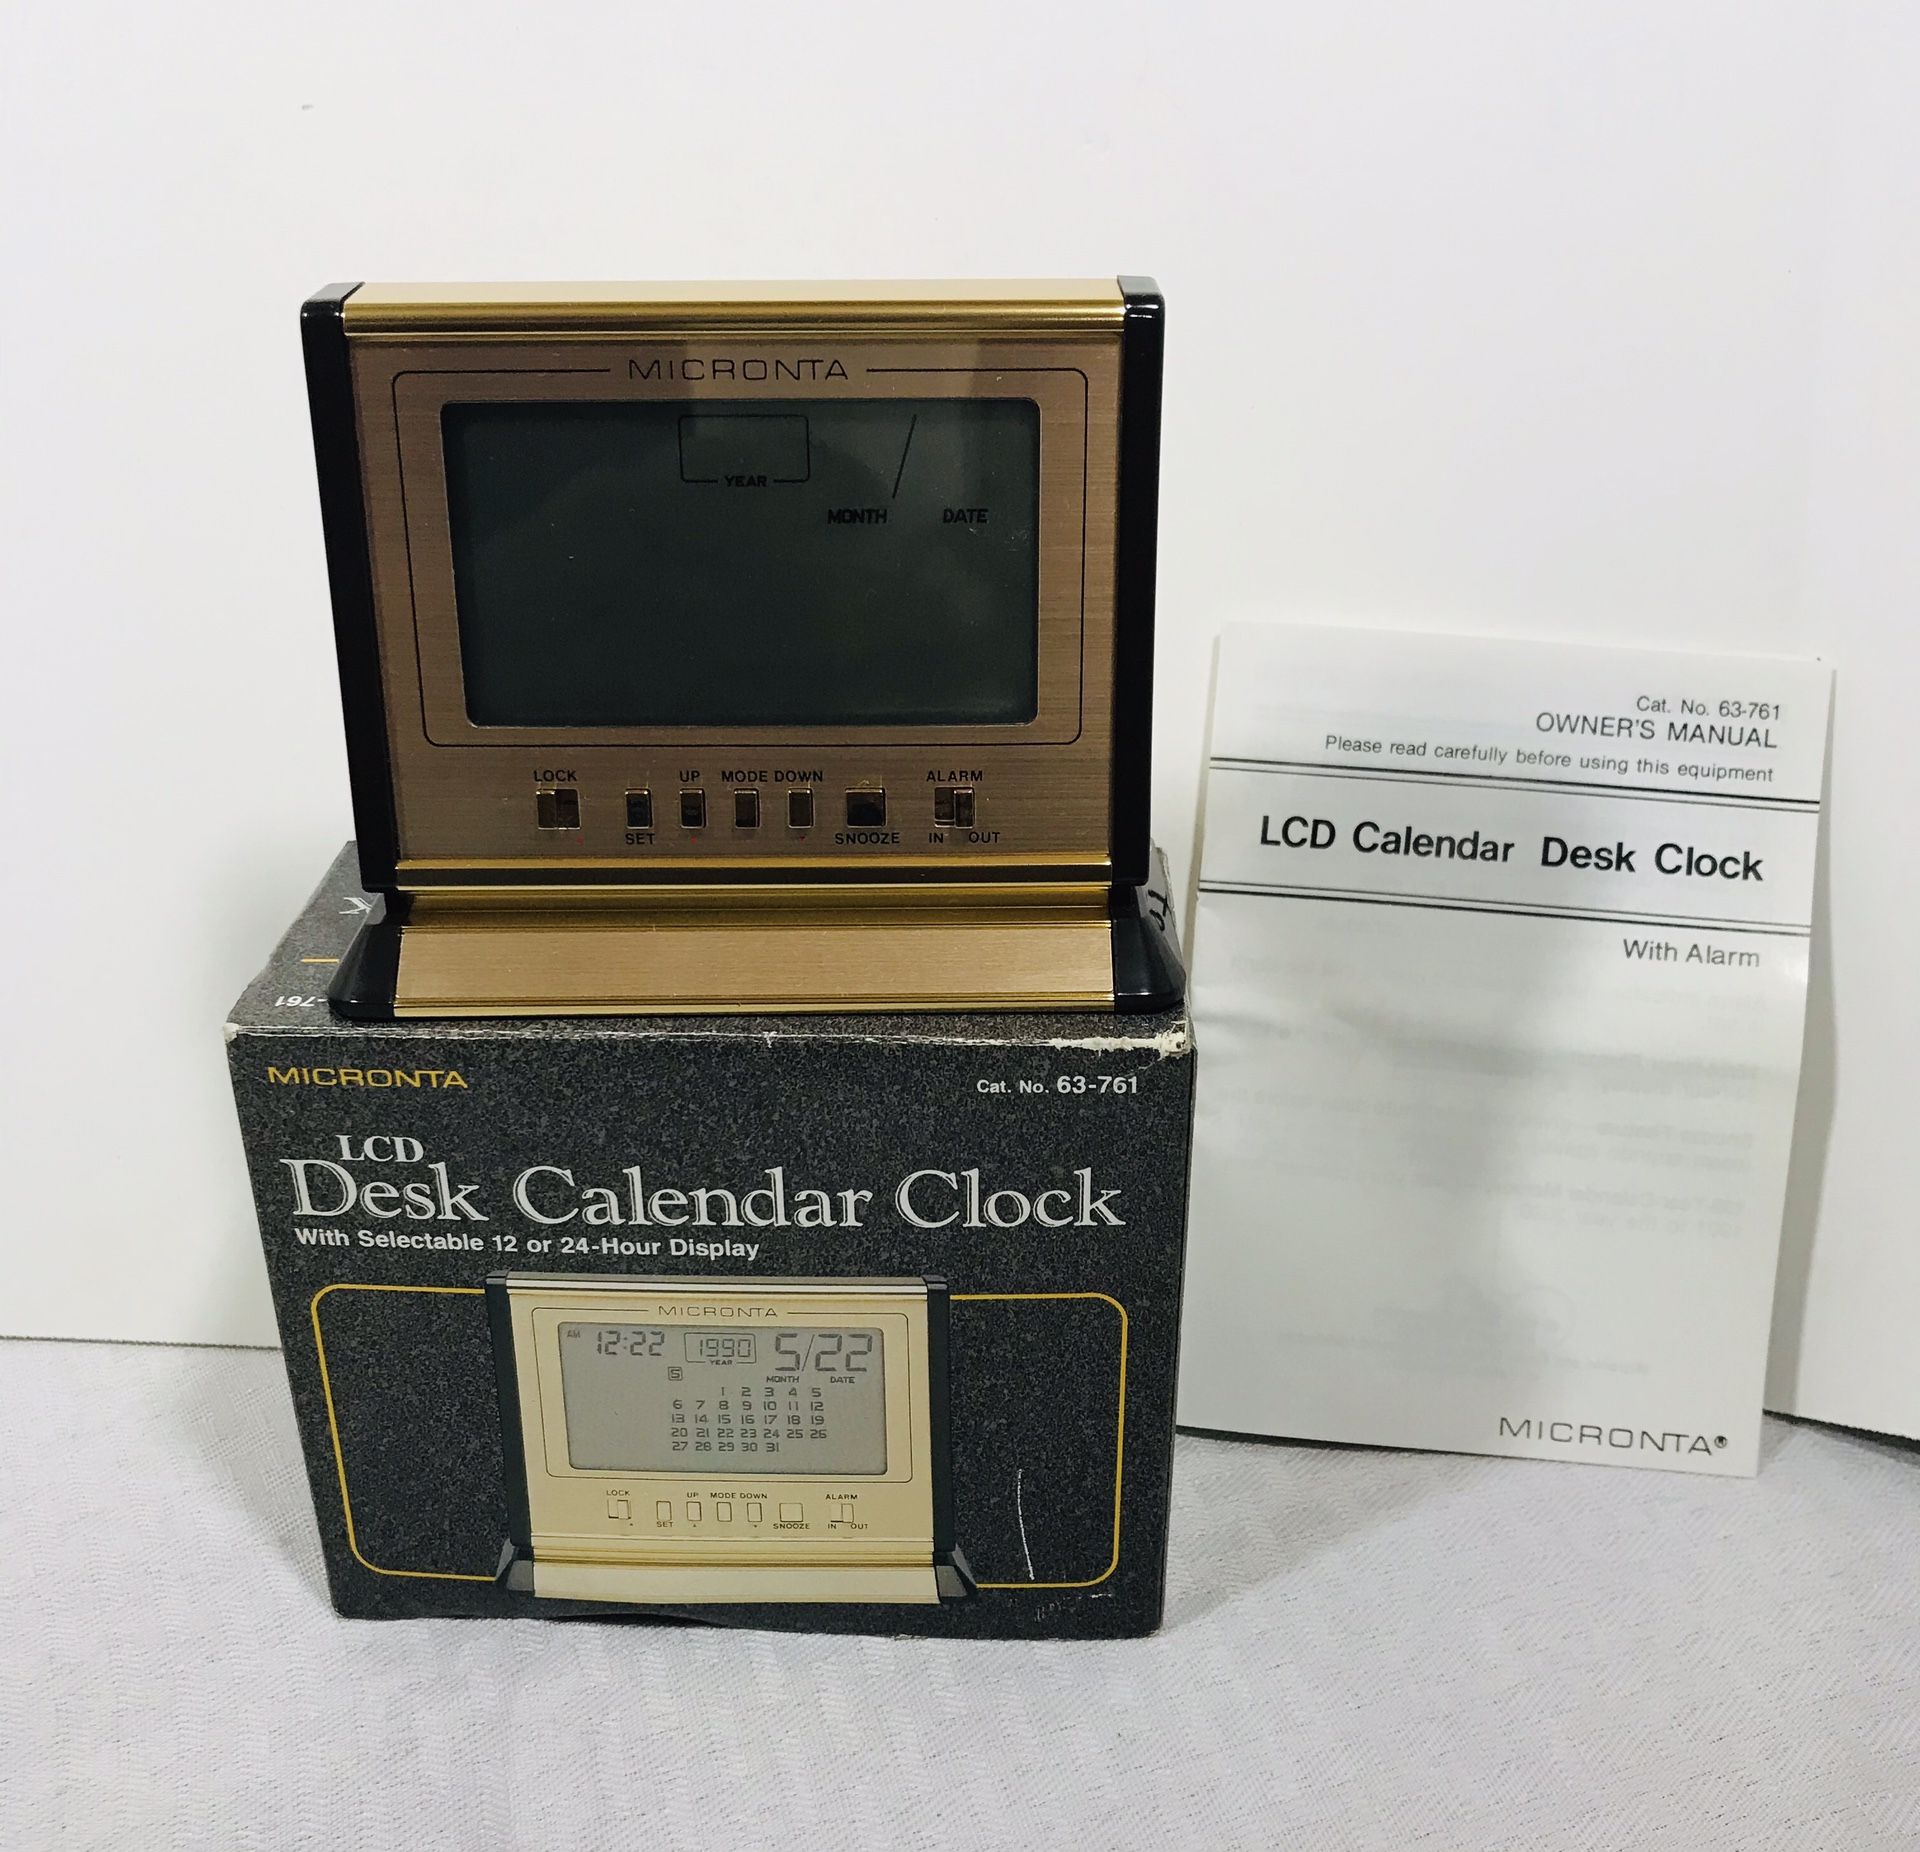 MICRONTA
YEAR
MONTH DATE
LOCK UP MODE DOWN ALARM
SET SNOOZE IN OUT
MICRONTA Cat. No. 63-761
LCD
Desk Calendar Clock
With Selectable 12 or 24-Hour Display
MICRONTA
AM 12:22 1990 5/22
YEAR
MONTH DATE
S
1 2 3 4 5
6 7 8 9 10 11 12
13 14 15 16 17 18 19
20 21 22 23 24 25 26
27 28 29 30 31
LOCK UP MODE DOWN ALARM
SET SNOOZE IN OUT
-761
Cat. No. 63-761
OWNER'S MANUAL
Please read carefully before using this equipment
LCD Calendar Desk Clock
With Alarm
MICRONTA®